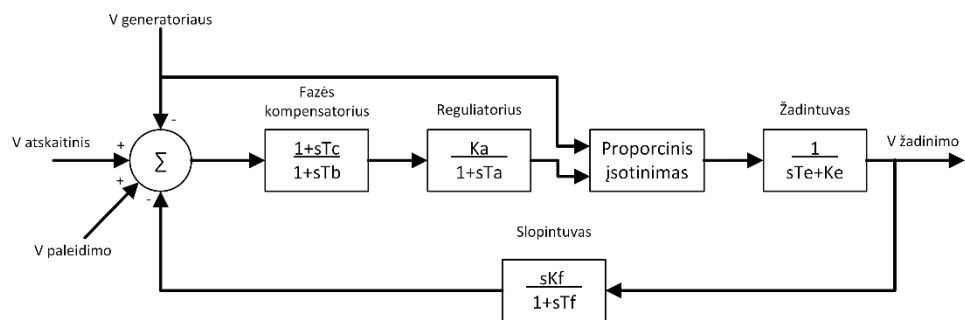 V generatoriaus
Fazės
kompensatorius
Reguliatorius
Žadintuvas
V atskaitinis
+
+
-
-
Σ
1+sTc
1+sTb
Ka
1+sTa
Proporcinis
įsotinimas
1
sTe+Ke
V žadinimo
V paleidimo
Slopintuvas
sKf
1+sTf